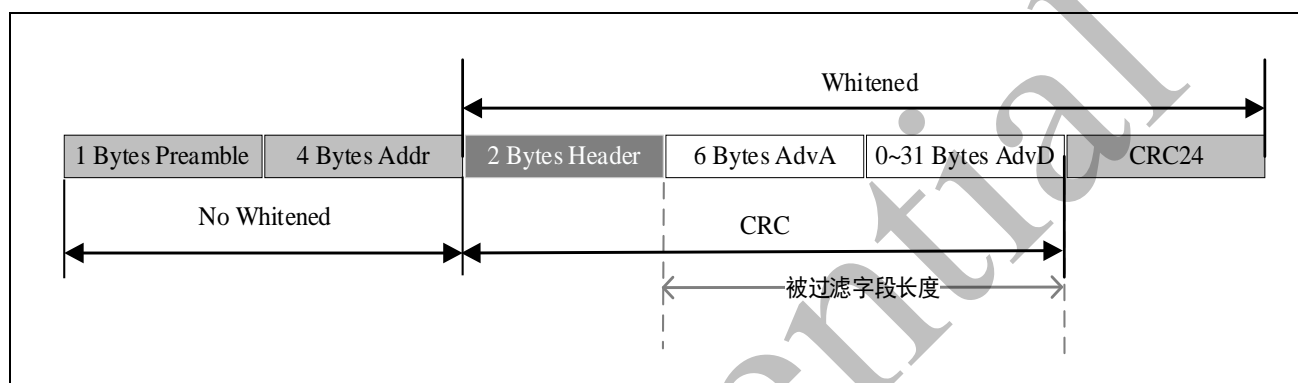 Whitened
1 Bytes Preamble
4 Bytes Addr
2 Bytes Header
6 Bytes AdvA
0~31 Bytes AdvD
CRC24
No Whitened
CRC
被过滤字段长度
ential